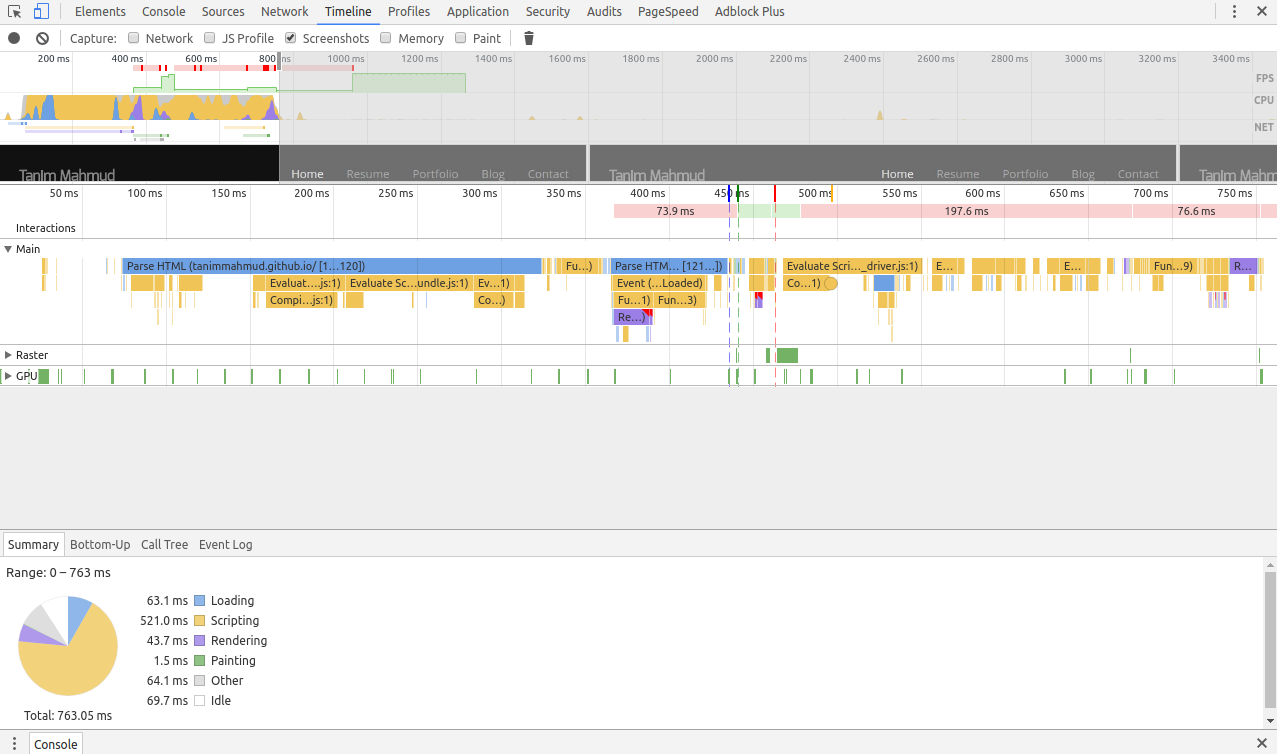 Elements Console Sources Network Timeline Profiles Application Security Audits PageSpeed Adblock Plus
Capture: Network JS Profile Screenshots Memory Paint
200 ms 400 ms 600 ms 800 ms 1000 ms 1200 ms 1400 ms 1600 ms 1800 ms 2000 ms 2200 ms 2400 ms 2600 ms 2800 ms 3000 ms 3200 ms 3400 ms
FPS
CPU
NET
Tanim Mahmud Home Resume Portfolio Blog Contact Tanim Mahmud Home Resume Portfolio Blog Contact Tanim Mahm
50 ms 100 ms 150 ms 200 ms 250 ms 300 ms 350 ms 400 ms 450 ms 500 ms 550 ms 600 ms 650 ms 700 ms 750 ms
73.9 ms 197.6 ms 76.6 ms
Interactions
Main
Parse HTML (tanimmahmud.github.io/ [1…120]) Fu…) Parse HTM… [121…]) Evaluate Scri…_driver.js:1) E… E… Fun…9) R…
Evaluat….js:1) Evaluate Sc…undle.js:1) Ev…1) Event (…Loaded) Co…1)
Compi…js:1) Co…) Fu…1) Fun…3)
Re…)
Raster
GPU
Summary Bottom-Up Call Tree Event Log
Range: 0 – 763 ms
63.1 ms Loading
521.0 ms Scripting
43.7 ms Rendering
1.5 ms Painting
64.1 ms Other
69.7 ms Idle
Total: 763.05 ms
Console